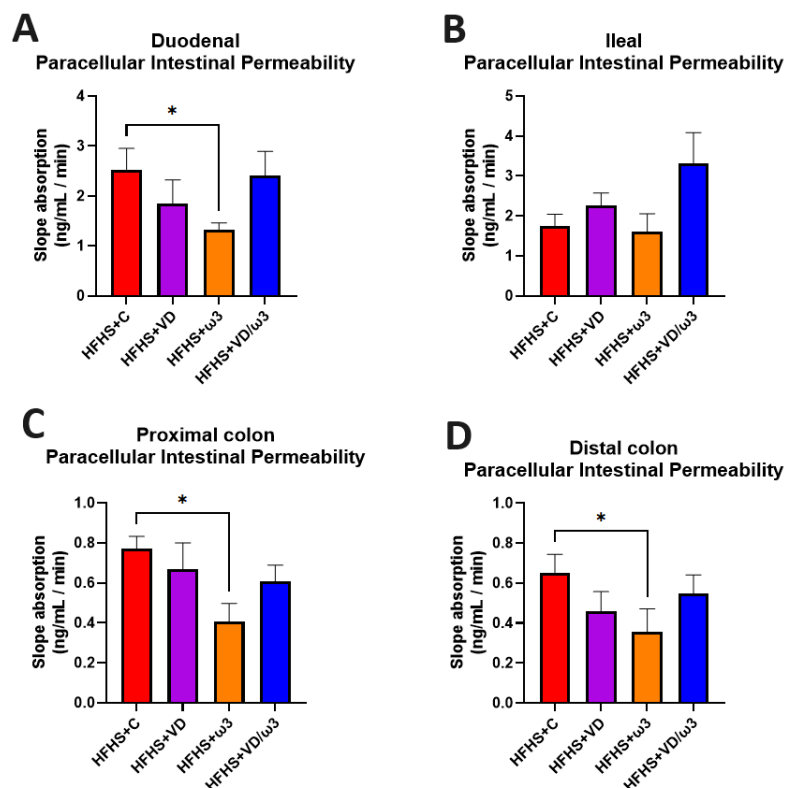 A
Duodenal
Paracellular Intestinal Permeability
Slope absorption
(ng/mL / min)
4
3
2
1
0
*
HFHS+C
HFHS+VD
HFHS+ω3
HFHS+VD/ω3
B
Ileal
Paracellular Intestinal Permeability
Slope absorption
(ng/mL / min)
5
4
3
2
1
0
HFHS+C
HFHS+VD
HFHS+ω3
HFHS+VD/ω3
C
Proximal colon
Paracellular Intestinal Permeability
Slope absorption
(ng/mL / min)
1.0
0.8
0.6
0.4
0.2
0.0
*
HFHS+C
HFHS+VD
HFHS+ω3
HFHS+VD/ω3
D
Distal colon
Paracellular Intestinal Permeability
Slope absorption
(ng/mL / min)
1.0
0.8
0.6
0.4
0.2
0.0
*
HFHS+C
HFHS+VD
HFHS+ω3
HFHS+VD/ω3